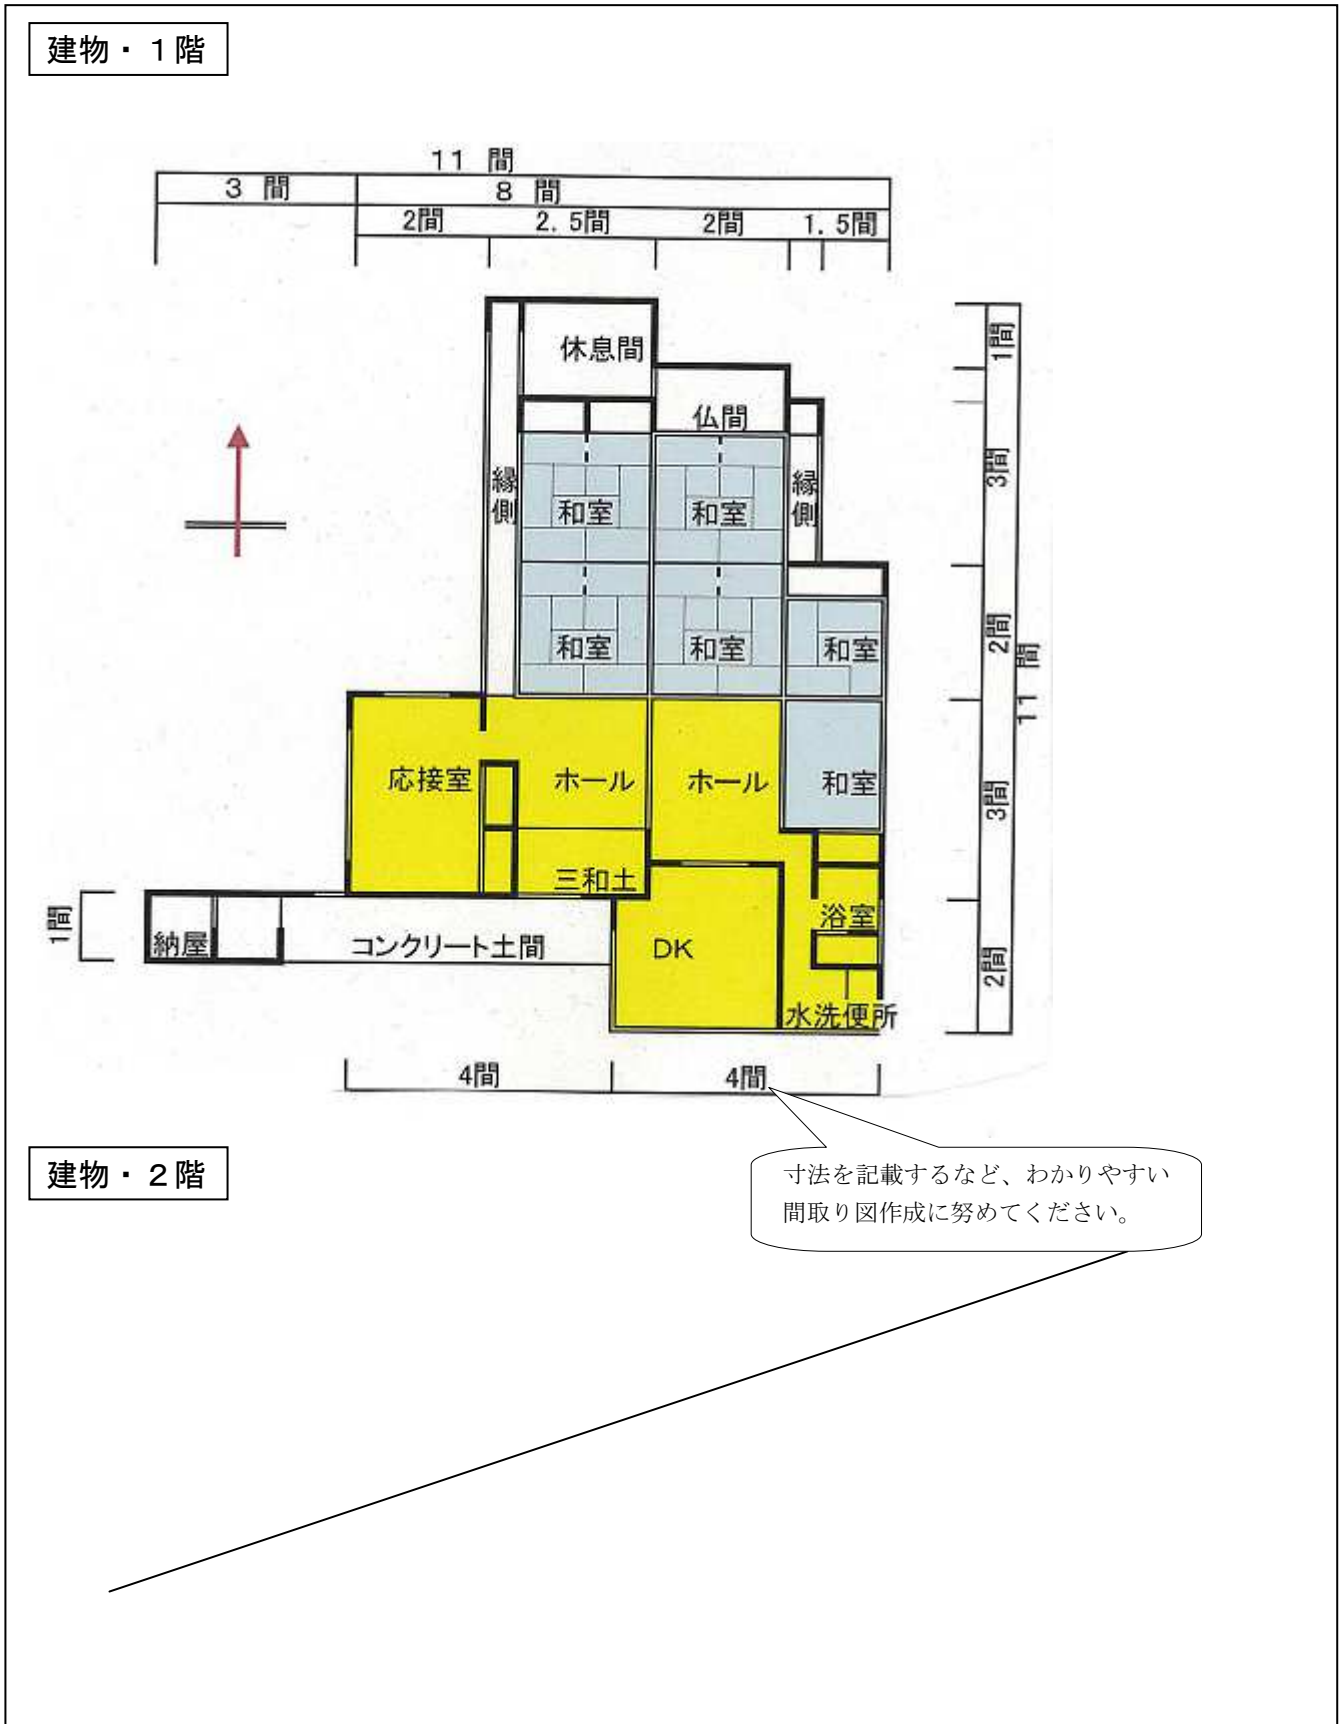 建物・１階
11 間
3 間
8 間
2間
2.5間
2間
1.5間
休息間
仏間
1間
縁側
和室
和室
縁側
3間
和室
和室
和室
2間
11 間
応接室
ホール
ホール
和室
3間
三和土
1間
納屋
コンクリート土間
DK
浴室
2間
水洗便所
4間
4間
建物・２階
寸法を記載するなど、わかりやすい
間取り図作成に努めてください。